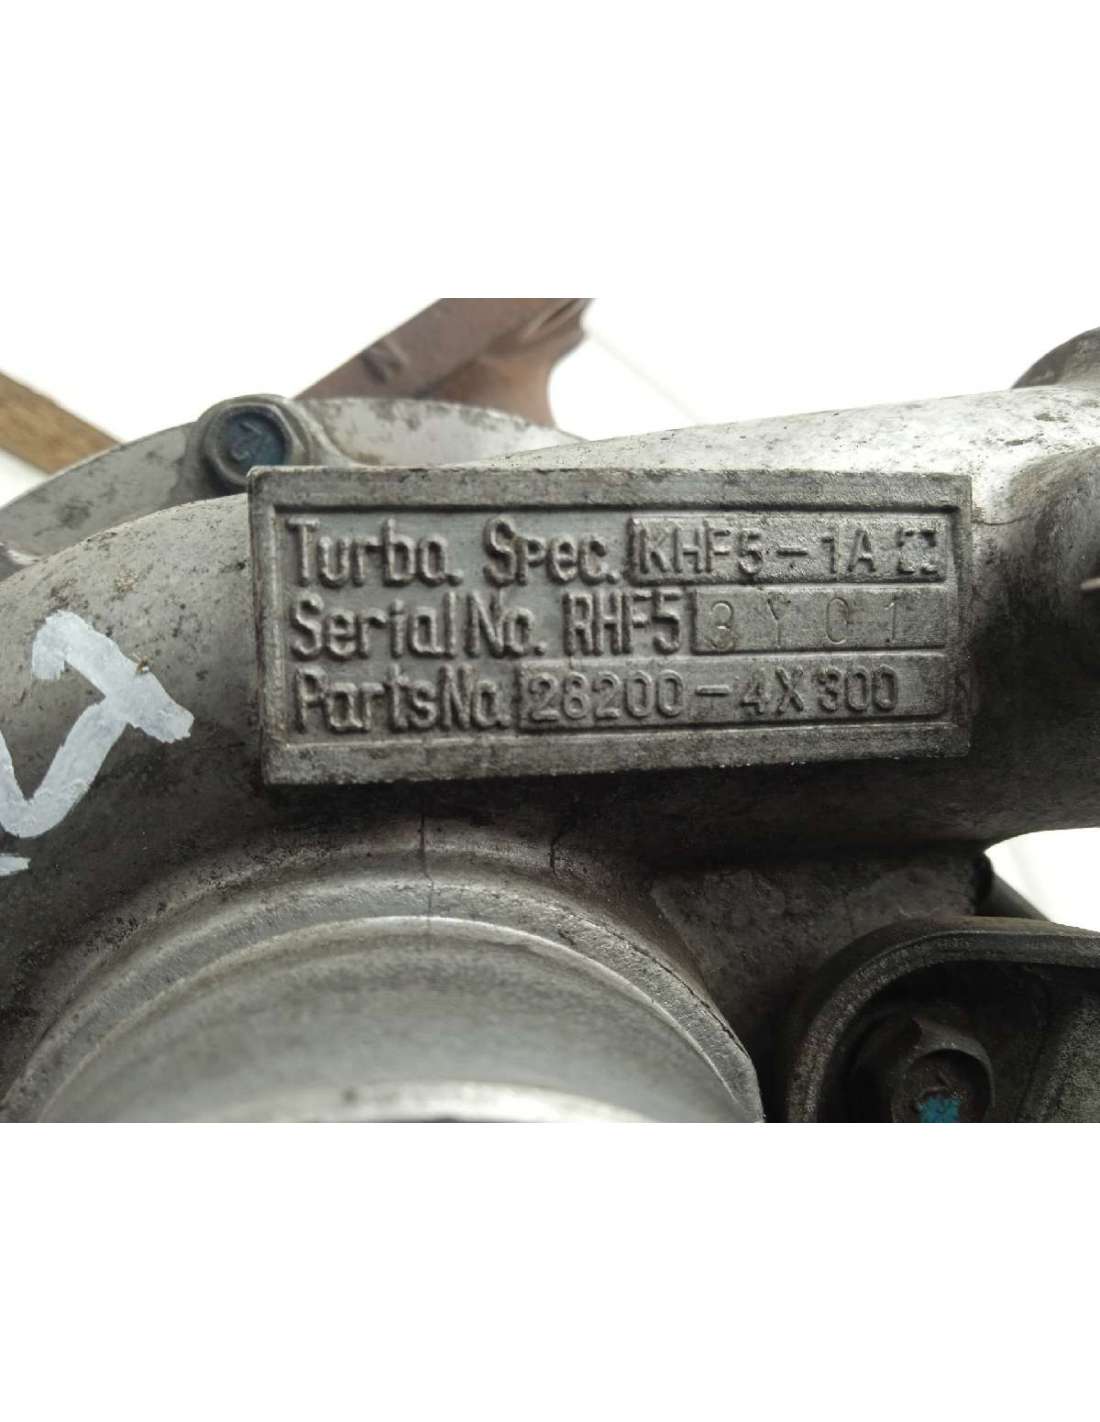 Turbo. Spec. KHF5-1A
Serial No. RHF5 3Y01
Parts No. 28200-4X300